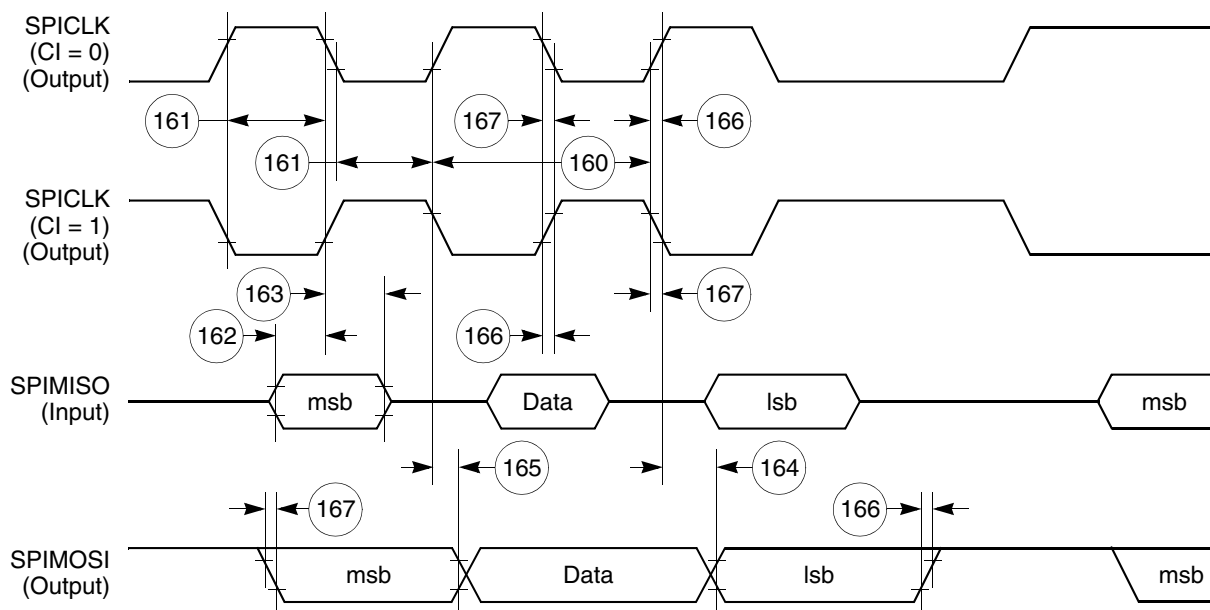 SPICLK
(CI = 0)
(Output)
161
167
166
161
160
SPICLK
(CI = 1)
(Output)
163
167
162
166
SPIMISO
(Input)
msb
Data
lsb
msb
165
164
167
166
SPIMOSI
(Output)
msb
Data
lsb
msb